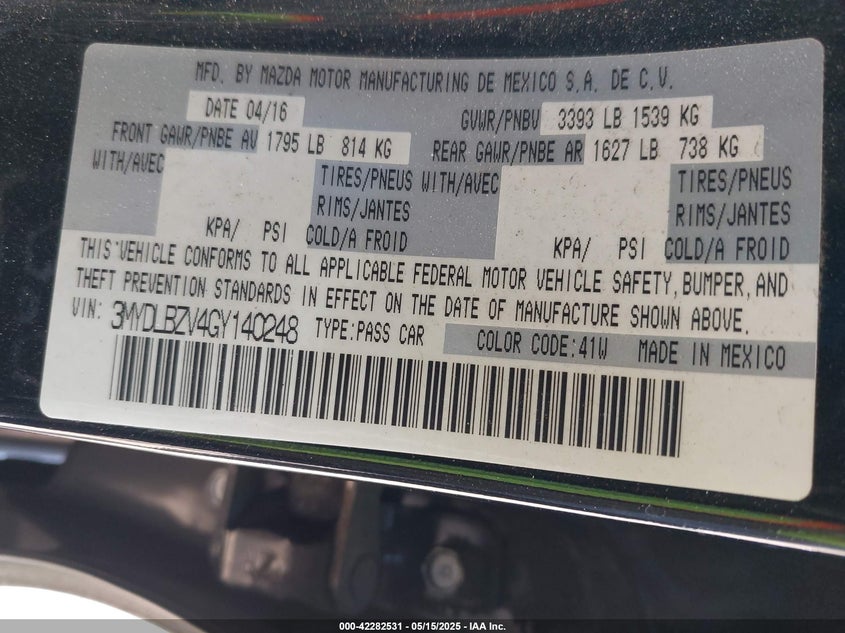 MFD. BY MAZDA MOTOR MANUFACTURING DE MEXICO S.A. DE C.V.
DATE 04/16 GVWR/PNBV 3393 LB 1539 KG
FRONT GAWR/PNBE AV 1795 LB 814 KG REAR GAWR/PNBE AR 1627 LB 738 KG
WITH/AVEC TIRES/PNEUS WITH/AVEC TIRES/PNEUS
RIMS/JANTES RIMS/JANTES
KPA/ PSI COLD/A FROID KPA/ PSI COLD/A FROID
THIS VEHICLE CONFORMS TO ALL APPLICABLE FEDERAL MOTOR VEHICLE SAFETY, BUMPER, AND
THEFT PREVENTION STANDARDS IN EFFECT ON THE DATE OF MANUFACTURE SHOWN ABOVE.
VIN: 3MYDLBZV4GY140248 TYPE:PASS CAR COLOR CODE:41W MADE IN MEXICO
000-42282531 - 05/15/2025 - IAA Inc.